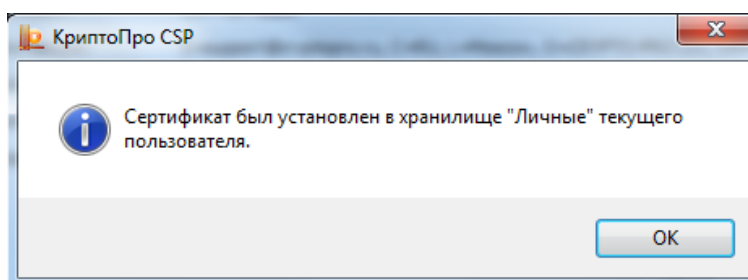 КриптоПро CSP
Сертификат был установлен в хранилище "Личные" текущего
пользователя.
OK